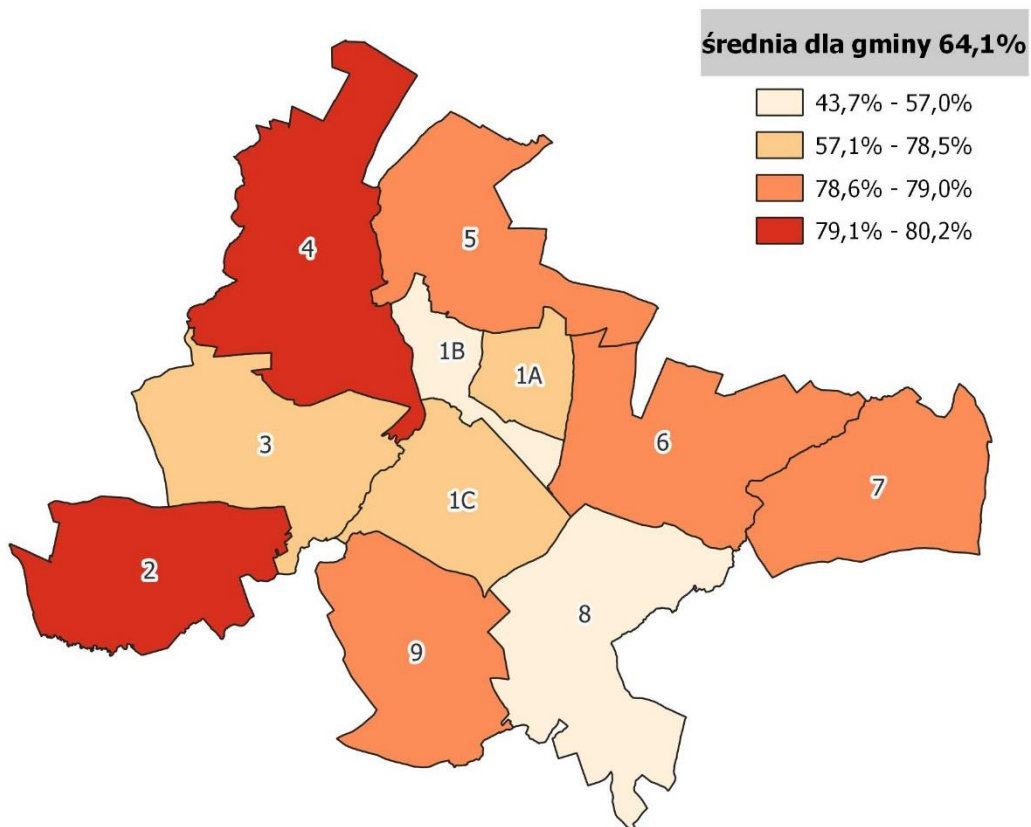 średnia dla gminy 64,1%
43,7% - 57,0%
57,1% - 78,5%
78,6% - 79,0%
79,1% - 80,2%
4
5
1B
1A
3
6
1C
7
2
8
9